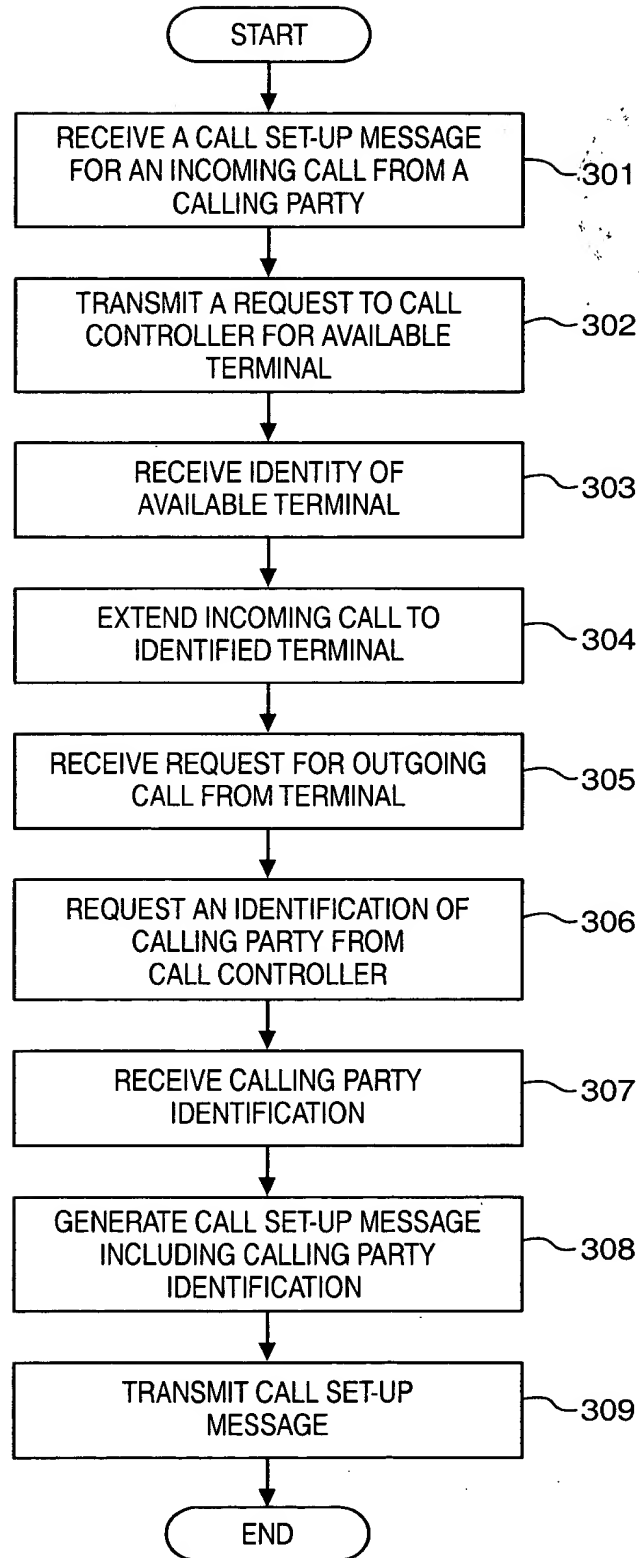 START
RECEIVE A CALL SET-UP MESSAGE
FOR AN INCOMING CALL FROM A
CALLING PARTY
301
TRANSMIT A REQUEST TO CALL
CONTROLLER FOR AVAILABLE
TERMINAL
302
RECEIVE IDENTITY OF
AVAILABLE TERMINAL
303
EXTEND INCOMING CALL TO
IDENTIFIED TERMINAL
304
RECEIVE REQUEST FOR OUTGOING
CALL FROM TERMINAL
305
REQUEST AN IDENTIFICATION OF
CALLING PARTY FROM
CALL CONTROLLER
306
RECEIVE CALLING PARTY
IDENTIFICATION
307
GENERATE CALL SET-UP MESSAGE
INCLUDING CALLING PARTY
IDENTIFICATION
308
TRANSMIT CALL SET-UP
MESSAGE
309
END